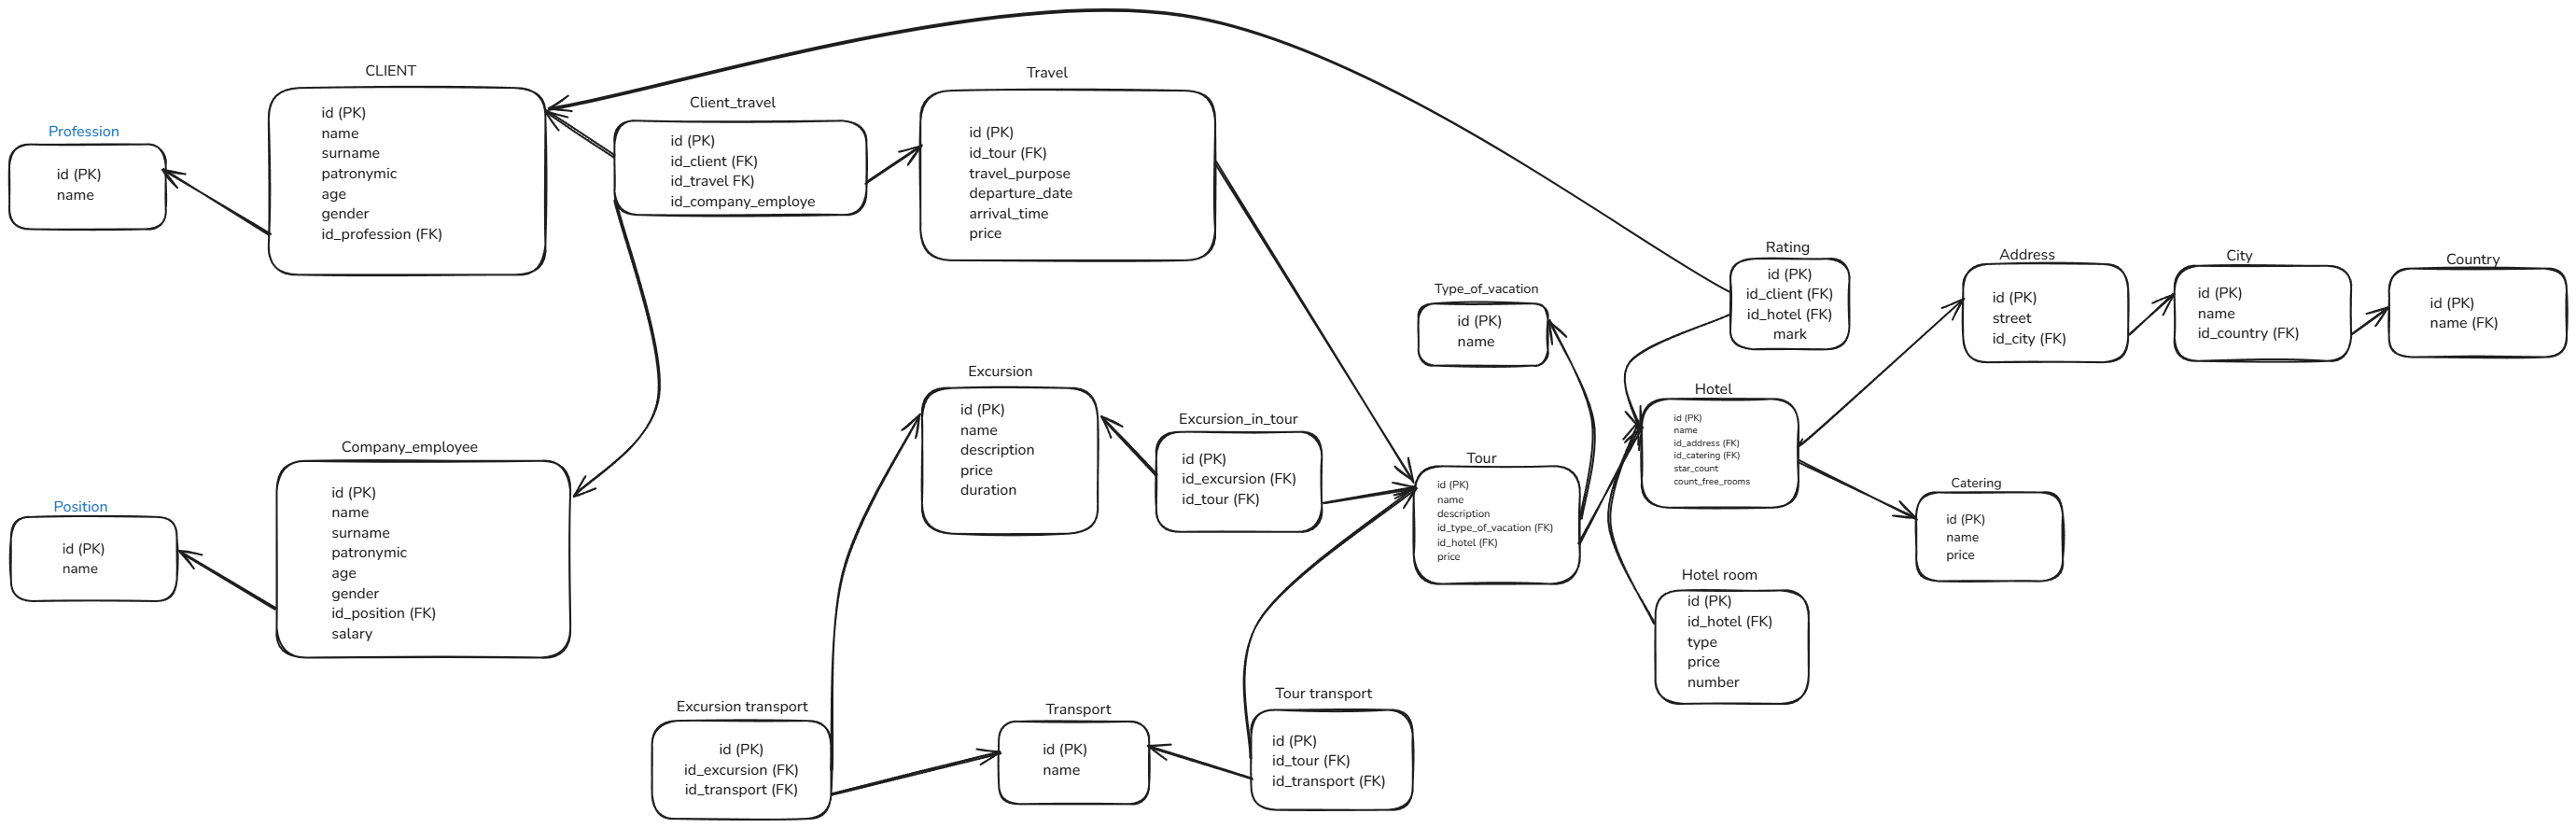 CLIENT
id (PK)
name
surname
patronymic
age
gender
id_profession (FK)
Profession
id (PK)
name
Client_travel
id (PK)
id_client (FK)
id_travel FK)
id_company_employe
Travel
id (PK)
id_tour (FK)
travel_purpose
departure_date
arrival_time
price
Rating
id (PK)
id_client (FK)
id_hotel (FK)
mark
Address
id (PK)
street
id_city (FK)
City
id (PK)
name
id_country (FK)
Country
id (PK)
name (FK)
Type_of_vacation
id (PK)
name
Excursion
id (PK)
name
description
price
duration
Excursion_in_tour
id (PK)
id_excursion (FK)
id_tour (FK)
Tour
id (PK)
name
description
id_type_of_vacation (FK)
id_hotel (FK)
price
Hotel
id (PK)
name
id_address (FK)
id_catering (FK)
star_count
count_free_rooms
Catering
id (PK)
name
price
Company_employee
id (PK)
name
surname
patronymic
age
gender
id_position (FK)
salary
Position
id (PK)
name
Hotel room
id (PK)
id_hotel (FK)
type
price
number
Excursion transport
id (PK)
id_excursion (FK)
id_transport (FK)
Transport
id (PK)
name
Tour transport
id (PK)
id_tour (FK)
id_transport (FK)